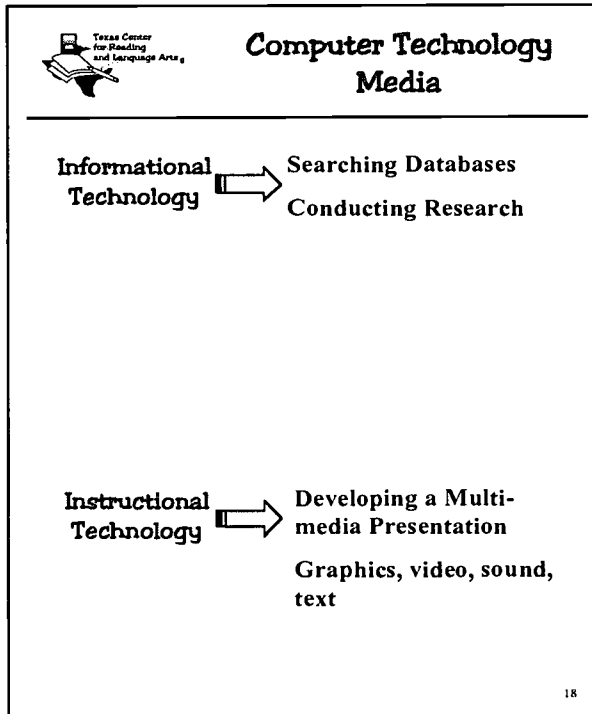 Texas Center
for Reading
and Language Arts
Computer Technology
Media
Informational
Technology
Searching Databases
Conducting Research
Instructional
Technology
Developing a Multi-
media Presentation
Graphics, video, sound,
text
18